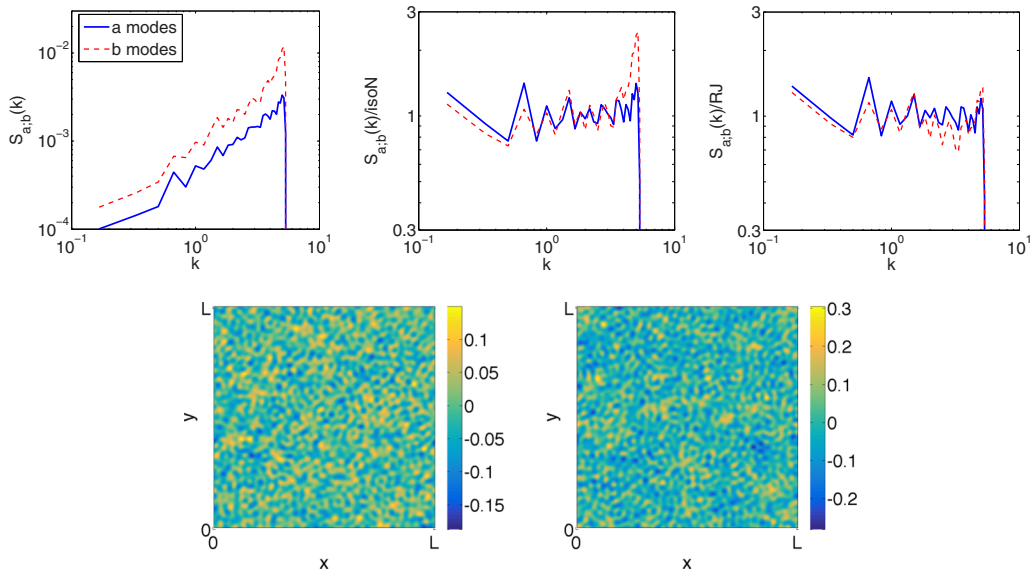 a modes
b modes
S_{a;b}(k)
10^{-2}
10^{-3}
10^{-4}
10^{-1}
10^{0}
10^{1}
k
S_{a;b}(k)/isoN
3
1
0.3
10^{-1}
10^{0}
10^{1}
k
S_{a;b}(k)/RJ
3
1
0.3
10^{-1}
10^{0}
10^{1}
k
L
y
0
0
L
x
0.1
0.05
0
-0.05
-0.1
-0.15
L
y
0
0
L
x
0.3
0.2
0.1
0
-0.1
-0.2